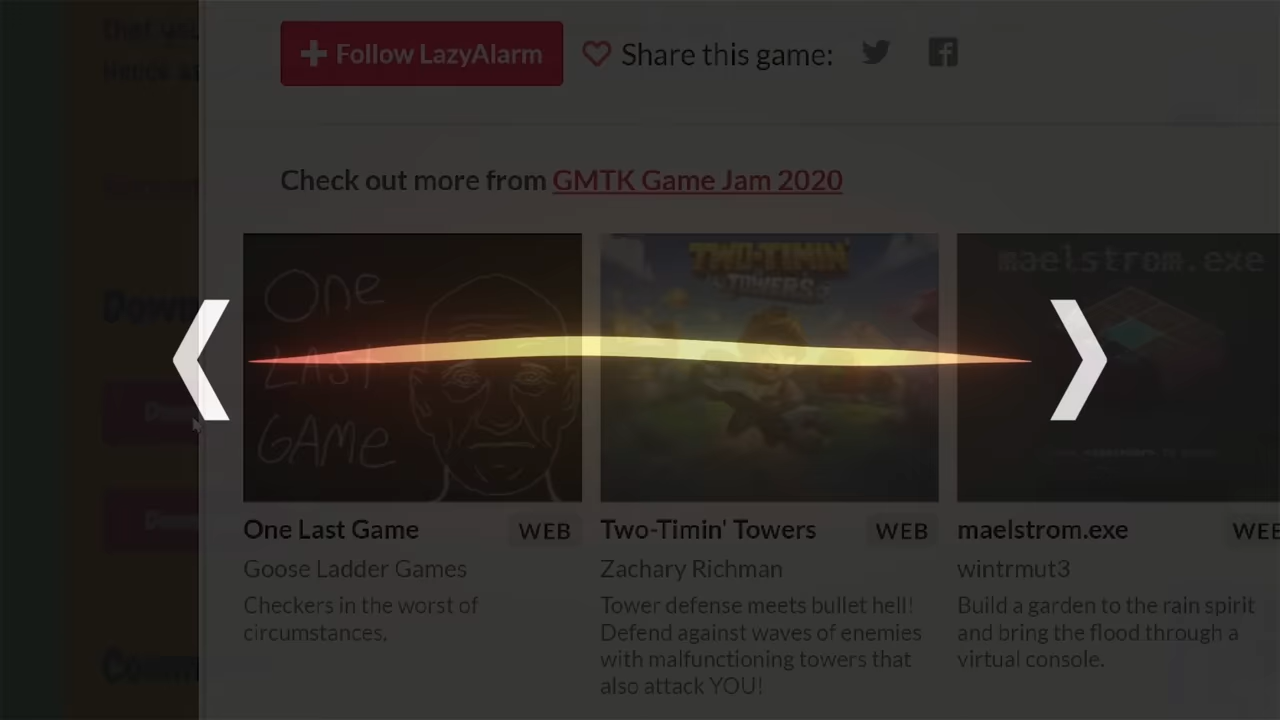 Follow LazyAlarm
Share this game:
Check out more from GMTK Game Jam 2020
One
LAST
GAME
TWO-TIMIN'
TOWERS
maelstrom.exe
One Last Game WEB
Two-Timin' Towers WEB
maelstrom.exe WEE
Goose Ladder Games
Zachary Richman
wintrmut3
Checkers in the worst of
circumstances.
Tower defense meets bullet hell!
Defend against waves of enemies
with malfunctioning towers that
also attack YOU!
Build a garden to the rain spirit
and bring the flood through a
virtual console.